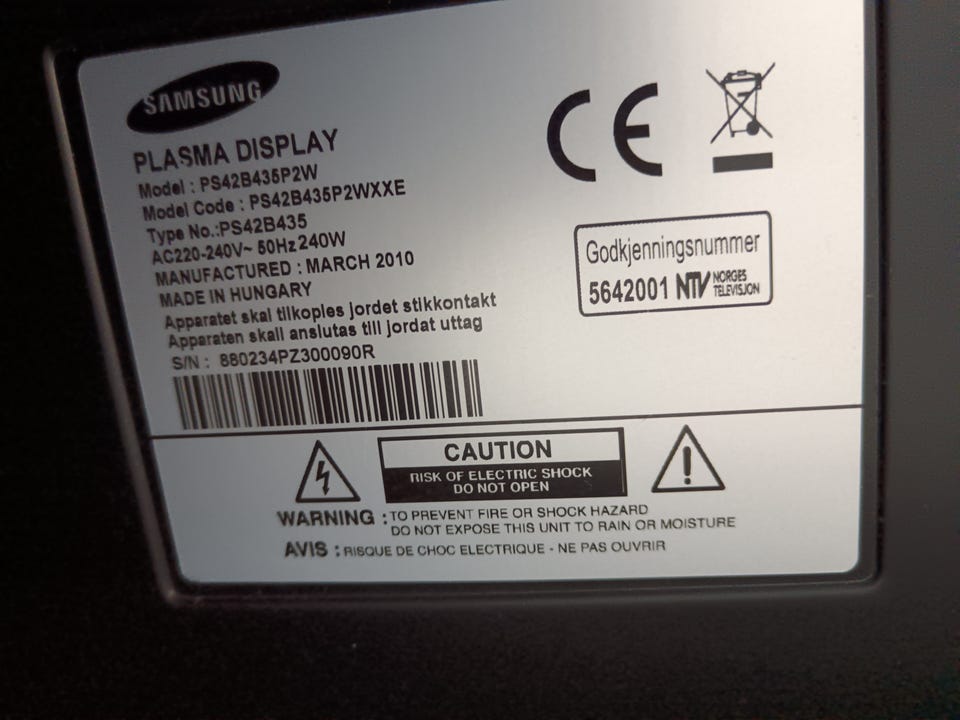 SAMSUNG
PLASMA DISPLAY
Model : PS42B435P2W
Model Code : PS42B435P2WXXE
Type No.:PS42B435
AC220-240V~ 50Hz 240W
MANUFACTURED : MARCH 2010
MADE IN HUNGARY
Apparatet skal tilkoples jordet stikkontakt
Apparaten skall anslutas till jordat uttag
S/N : 880234PZ300090R
CE
Godkjenningsnummer
5642001 NTV NORGES TELEVISJON
CAUTION
RISK OF ELECTRIC SHOCK
DO NOT OPEN
WARNING : TO PREVENT FIRE OR SHOCK HAZARD
DO NOT EXPOSE THIS UNIT TO RAIN OR MOISTURE
AVIS : RISQUE DE CHOC ELECTRIQUE - NE PAS OUVRIR